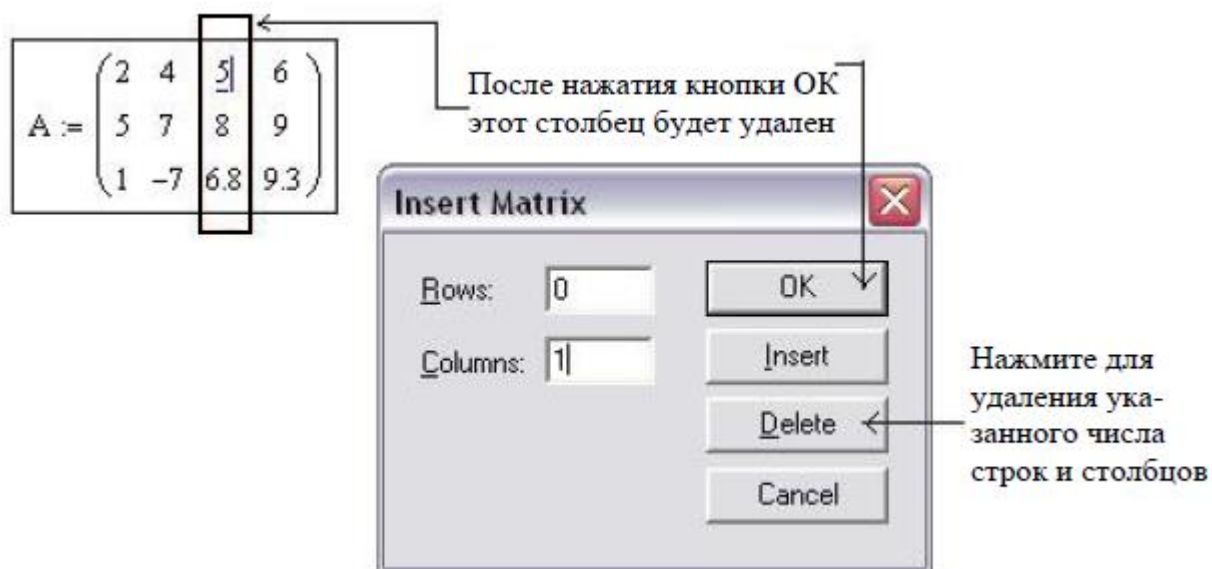 A := ( 2 4 5 6
5 7 8 9
1 −7 6.8 9.3 )
После нажатия кнопки ОК
этот столбец будет удален
Insert Matrix
Rows: 0
OK
Columns: 1
Insert
Delete
Cancel
Нажмите для
удаления ука-
занного числа
строк и столбцов